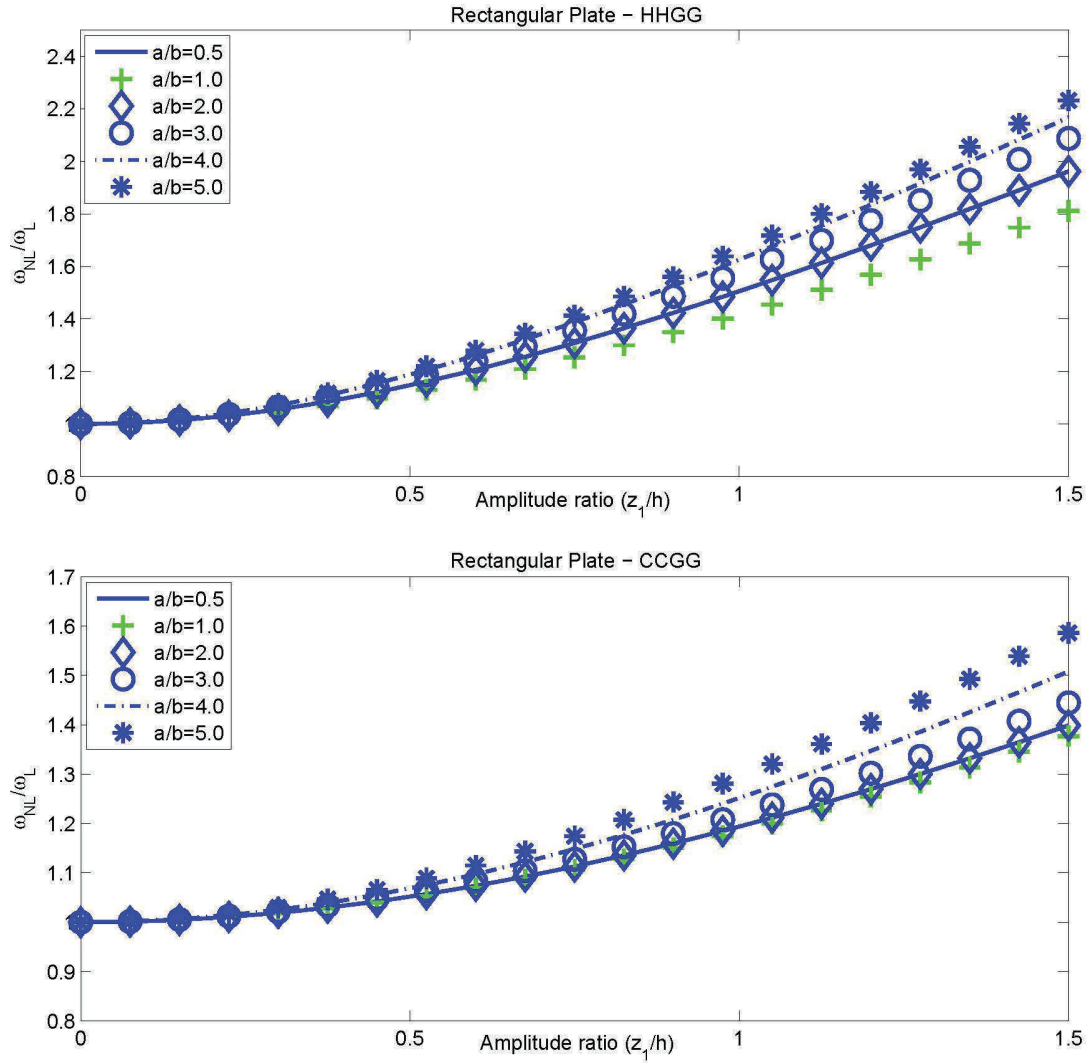 Rectangular Plate − HHGG
2.4
2.2
2
1.8
1.6
1.4
1.2
1
0.8
ω_NL/ω_L
a/b=0.5
a/b=1.0
a/b=2.0
a/b=3.0
a/b=4.0
a/b=5.0
0
0.5
1
1.5
Amplitude ratio (z_1/h)
Rectangular Plate − CCGG
1.7
1.6
1.5
1.4
1.3
1.2
1.1
1
0.9
0.8
ω_NL/ω_L
a/b=0.5
a/b=1.0
a/b=2.0
a/b=3.0
a/b=4.0
a/b=5.0
0
0.5
1
1.5
Amplitude ratio (z_1/h)